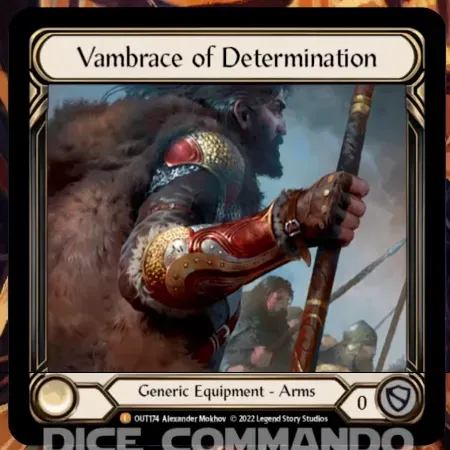 Vambrace of Determination
Generic Equipment - Arms
0
L OUT174 Alexander Mokhov © 2022 Legend Story Studios
DICE COMMANDO